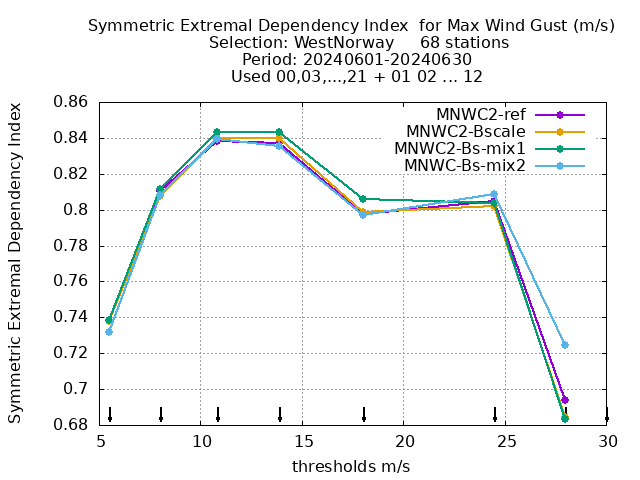 Symmetric Extremal Dependency Index  for Max Wind Gust (m/s)
Selection: WestNorway     68 stations
Period: 20240601-20240630
Used 00,03,...,21 + 01 02 ... 12
Symmetric Extremal Dependency Index
0.86
0.84
0.82
0.8
0.78
0.76
0.74
0.72
0.7
0.68
MNWC2-ref
MNWC2-Bscale
MNWC2-Bs-mix1
MNWC-Bs-mix2
5 10 15 20 25 30
thresholds m/s